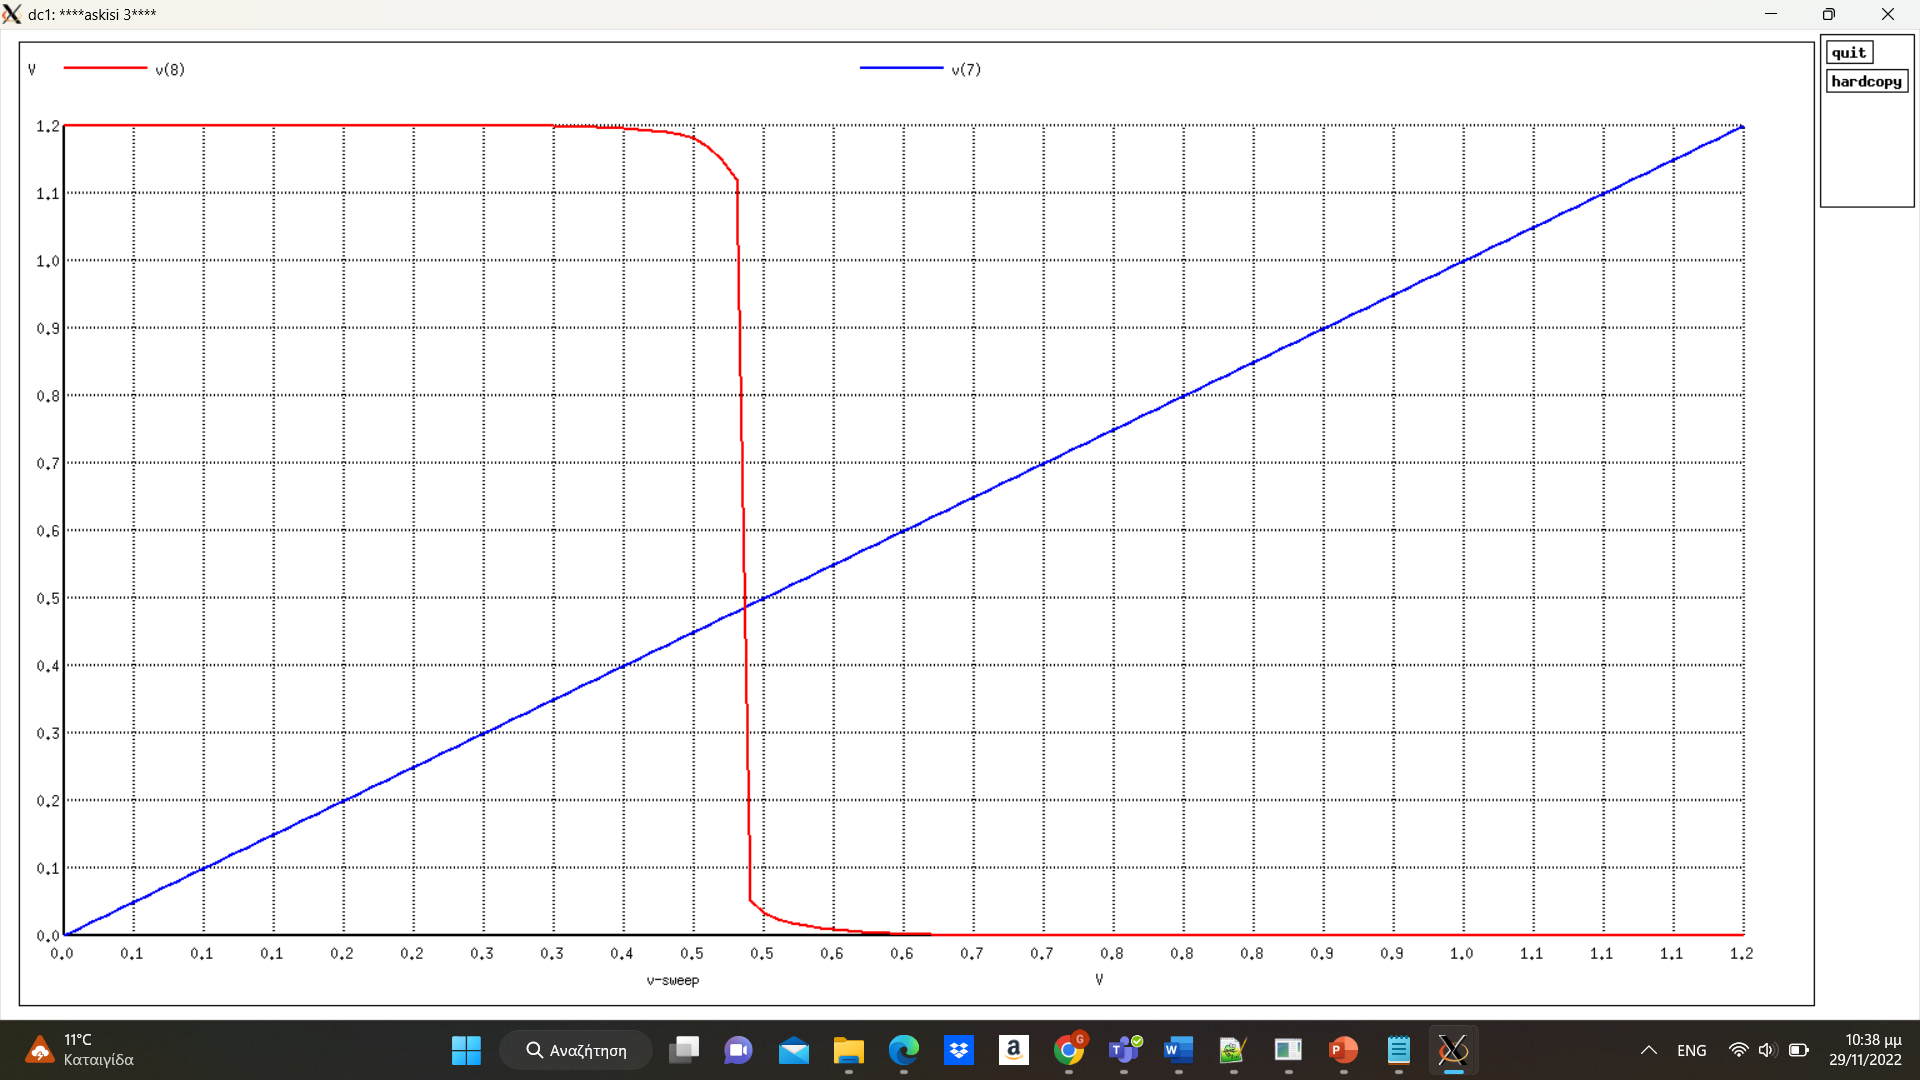 dc1: ****askisi 3****
V v(8) v(7)
quit
hardcopy
1.2
1.1
1.0
0.9
0.8
0.7
0.6
0.5
0.4
0.3
0.2
0.1
0.0
0.0 0.1 0.1 0.1 0.2 0.2 0.3 0.3 0.4 0.5 0.5 0.6 0.6 0.7 0.7 0.8 0.8 0.8 0.9 0.9 1.0 1.1 1.1 1.1 1.2
v-sweep V
11°C
Καταιγίδα
Αναζήτηση
a
G
T
W
P
ENG
10:38 μμ
29/11/2022